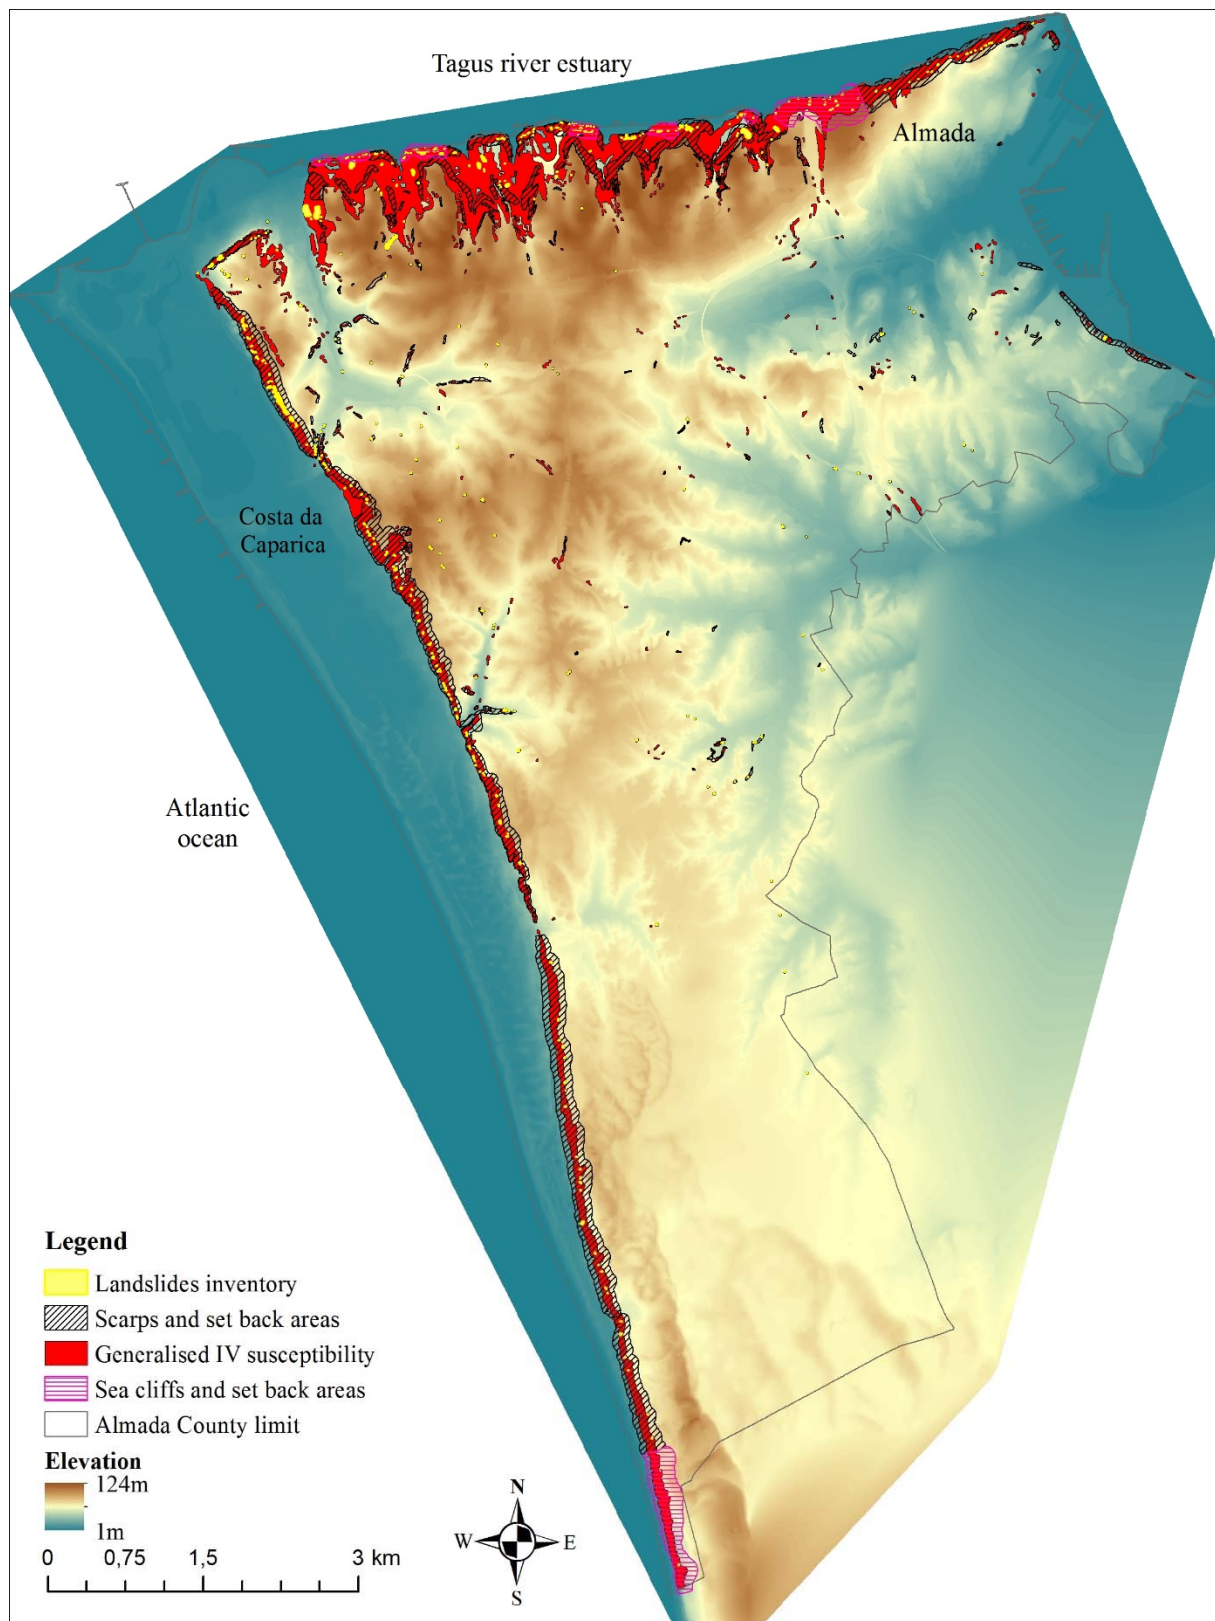 Tagus river estuary
Almada
Costa da
Caparica
Atlantic
ocean
Legend
Landslides inventory
Scarps and set back areas
Generalised IV susceptibility
Sea cliffs and set back areas
Almada County limit
Elevation
124m
1m
0 0,75 1,5 3 km
N
W E
S